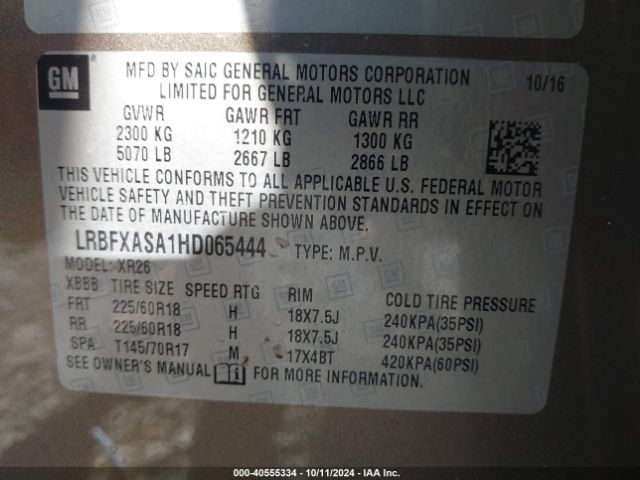 GM
MFD BY SAIC GENERAL MOTORS CORPORATION 10/16
LIMITED FOR GENERAL MOTORS LLC
GVWR GAWR FRT GAWR RR
2300 KG 1210 KG 1300 KG
5070 LB 2667 LB 2866 LB
THIS VEHICLE CONFORMS TO ALL APPLICABLE U.S. FEDERAL MOTOR
VEHICLE SAFETY AND THEFT PREVENTION STANDARDS IN EFFECT ON
THE DATE OF MANUFACTURE SHOWN ABOVE.
LRBFXASA1HD065444 TYPE: M.P.V.
MODEL: XR26
XBBB TIRE SIZE SPEED RTG RIM COLD TIRE PRESSURE
FRT 225/60R18 H 18X7.5J 240KPA(35PSI)
RR 225/60R18 H 18X7.5J 240KPA(35PSI)
SPA T145/70R17 M 17X4BT 420KPA(60PSI)
SEE OWNER'S MANUAL FOR MORE INFORMATION.
000-40555334 - 10/11/2024 - IAA Inc.